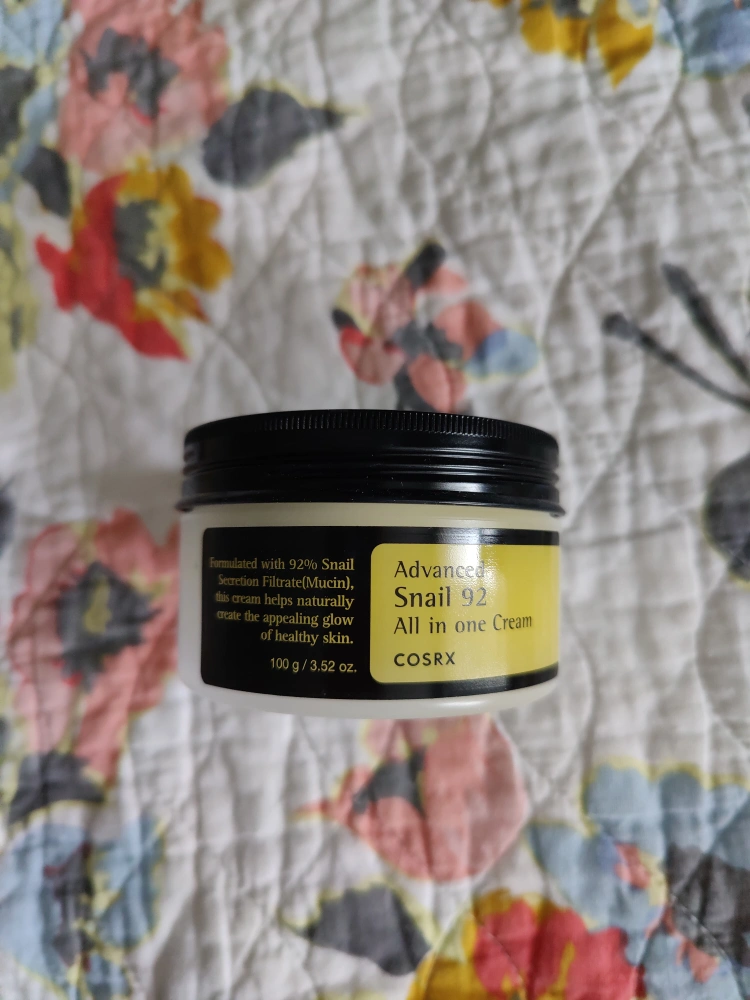 Formulated with 92% Snail
Secretion Filtrate(Mucin),
this cream helps naturally
create the appealing glow
of healthy skin.
100 g / 3.52 oz.
Advanced
Snail 92
All in one Cream
COSRX